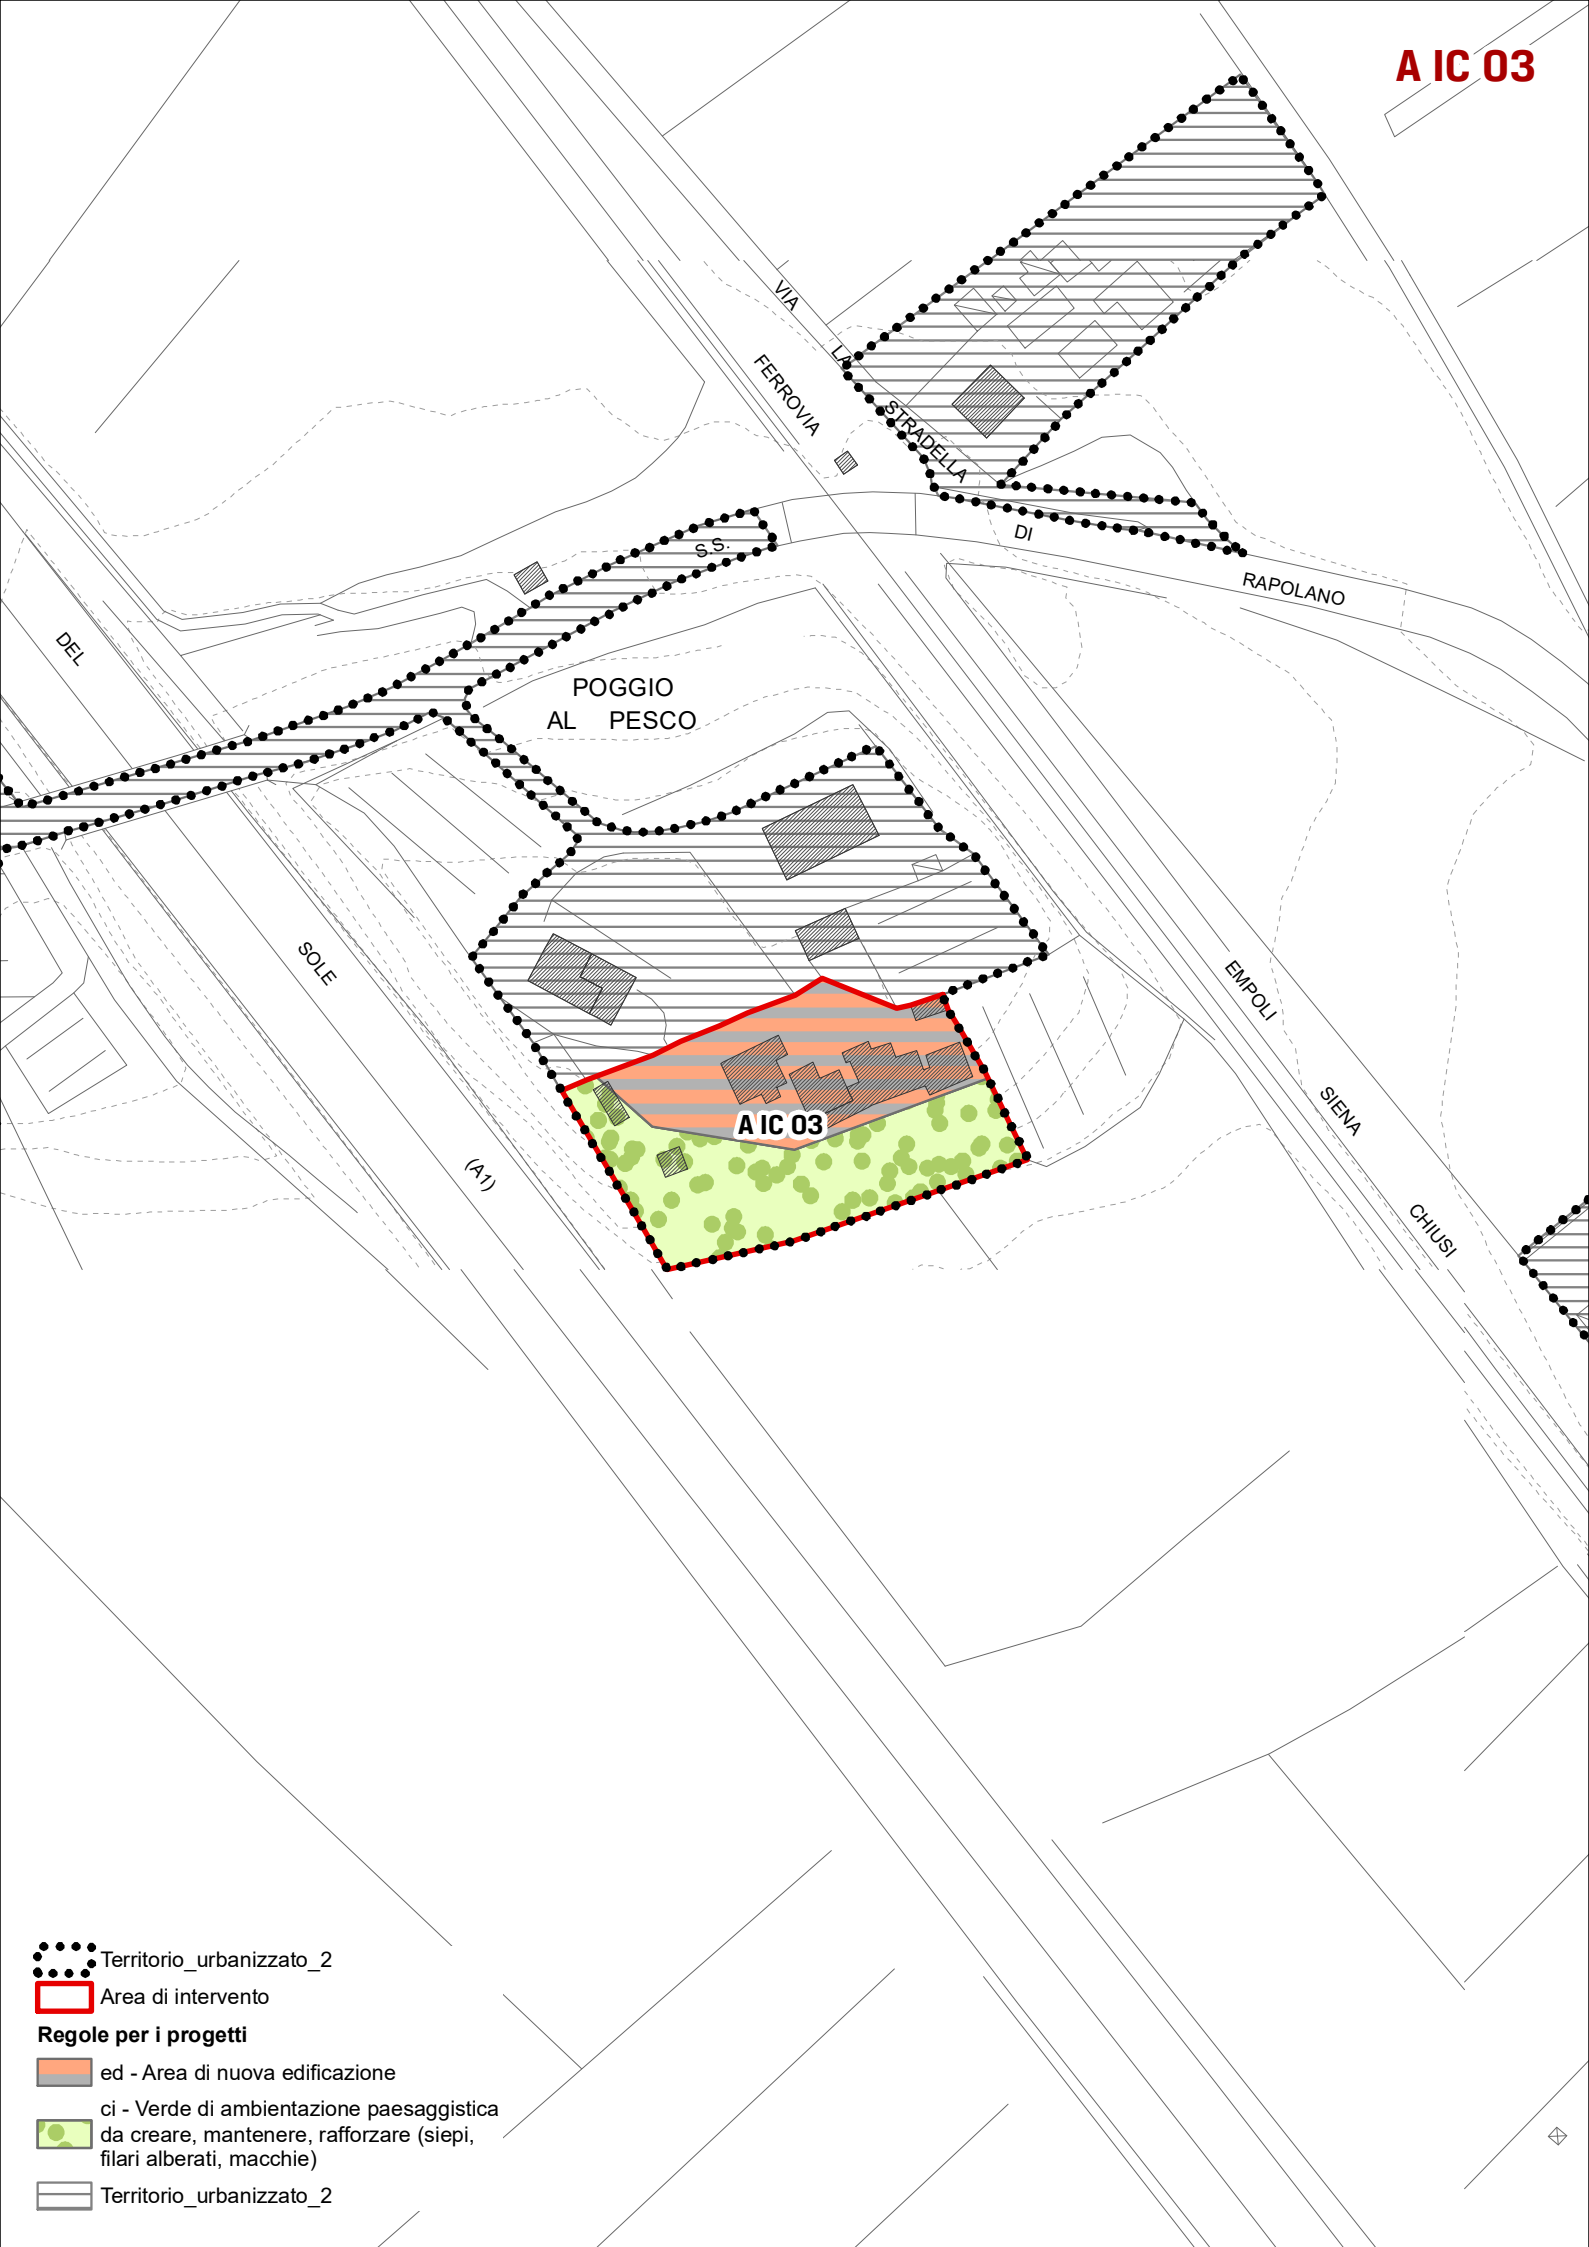 A IC 03
VIA
LA
STRADELLA
FERROVIA
S.S.
DI
RAPOLANO
DEL
POGGIO
AL PESCO
SOLE
EMPOLI
SIENA
A IC 03
(A1)
CHIUSI
Territorio_urbanizzato_2
Area di intervento
Regole per i progetti
ed - Area di nuova edificazione
ci - Verde di ambientazione paesaggistica
da creare, mantenere, rafforzare (siepi,
filari alberati, macchie)
Territorio_urbanizzato_2